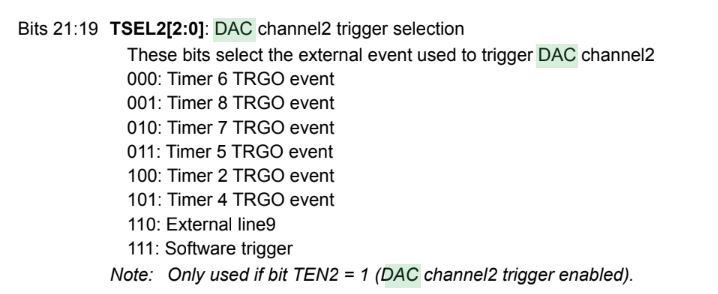 Bits 21:19 TSEL2[2:0]: DAC channel2 trigger selection
These bits select the external event used to trigger DAC channel2
000: Timer 6 TRGO event
001: Timer 8 TRGO event
010: Timer 7 TRGO event
011: Timer 5 TRGO event
100: Timer 2 TRGO event
101: Timer 4 TRGO event
110: External line9
111: Software trigger
Note: Only used if bit TEN2 = 1 (DAC channel2 trigger enabled).